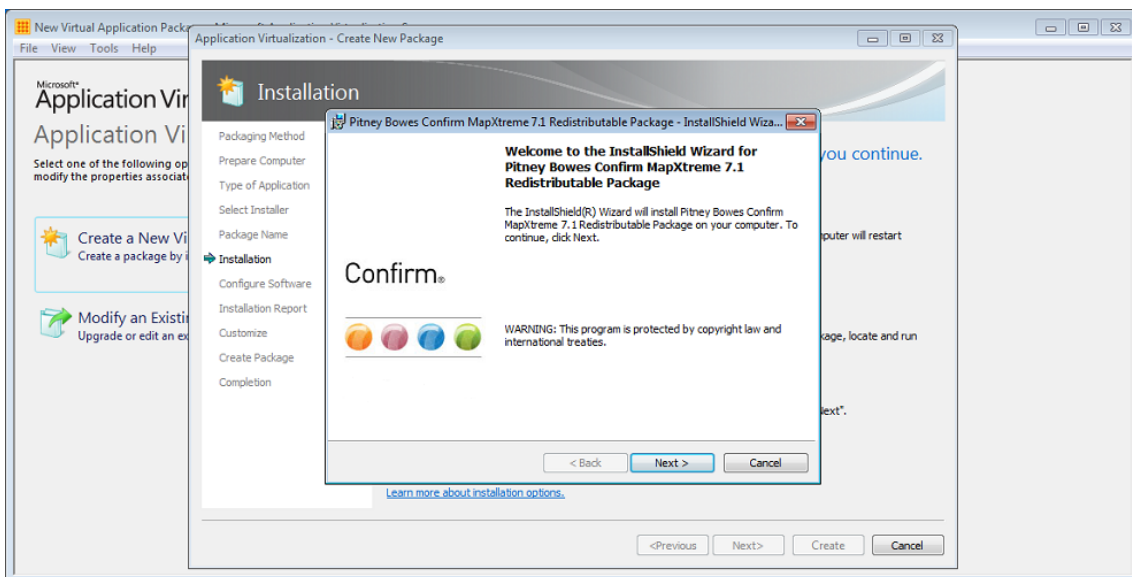 New Virtual Application Packa
File View Tools Help
Application Virtualization - Create New Package
Microsoft®
Application Vir
Application Vi
Select one of the following op
modify the properties associat
Create a New Vi
Create a package by i
Modify an Existi
Upgrade or edit an ex
Installation
Packaging Method
Prepare Computer
Type of Application
Select Installer
Package Name
Installation
Configure Software
Installation Report
Customize
Create Package
Completion
you continue.
puter will restart
kage, locate and run
Next".
Pitney Bowes Confirm MapXtreme 7.1 Redistributable Package - InstallShield Wiza...
Welcome to the InstallShield Wizard for
Pitney Bowes Confirm MapXtreme 7.1
Redistributable Package
The InstallShield(R) Wizard will install Pitney Bowes Confirm
MapXtreme 7.1 Redistributable Package on your computer. To
continue, click Next.
Confirm®
WARNING: This program is protected by copyright law and
international treaties.
< Back Next > Cancel
Learn more about installation options.
<Previous Next> Create Cancel